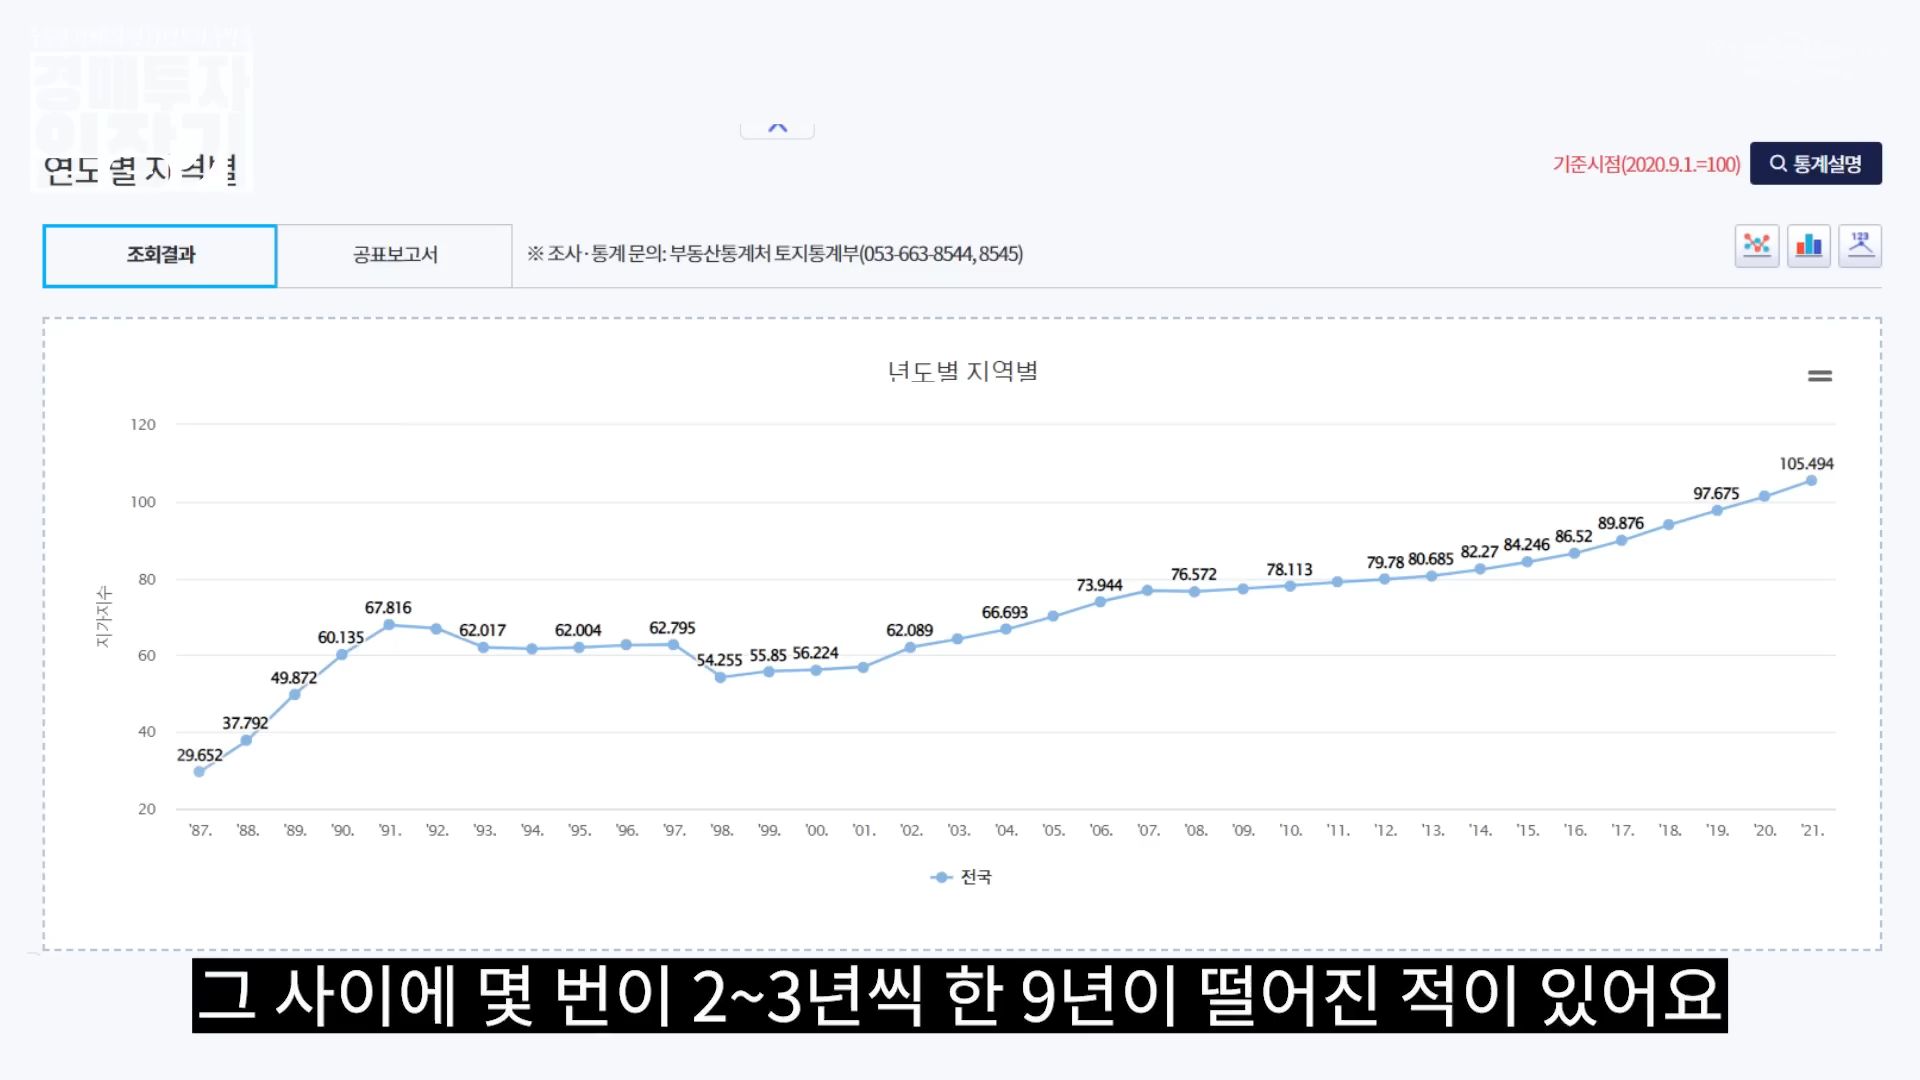 경매투자
연도별 지역별
기준시점(2020.9.1.=100)
통계설명
조회결과
공표보고서
※ 조사·통계 문의: 부동산통계처 토지통계부(053-663-8544, 8545)
123
년도별 지역별
120
100
80
60
40
20
지가지수
29.652
37.792
49.872
60.135
67.816
62.017
62.004
62.795
54.255
55.85
56.224
62.089
66.693
73.944
76.572
78.113
79.78
80.685
82.27
84.246
86.52
89.876
97.675
105.494
'87. '88. '89. '90. '91. '92. '93. '94. '95. '96. '97. '98. '99. '00. '01. '02. '03. '04. '05. '06. '07. '08. '09. '10. '11. '12. '13. '14. '15. '16. '17. '18. '19. '20. '21.
전국
그 사이에 몇 번이 2~3년씩 한 9년이 떨어진 적이 있어요